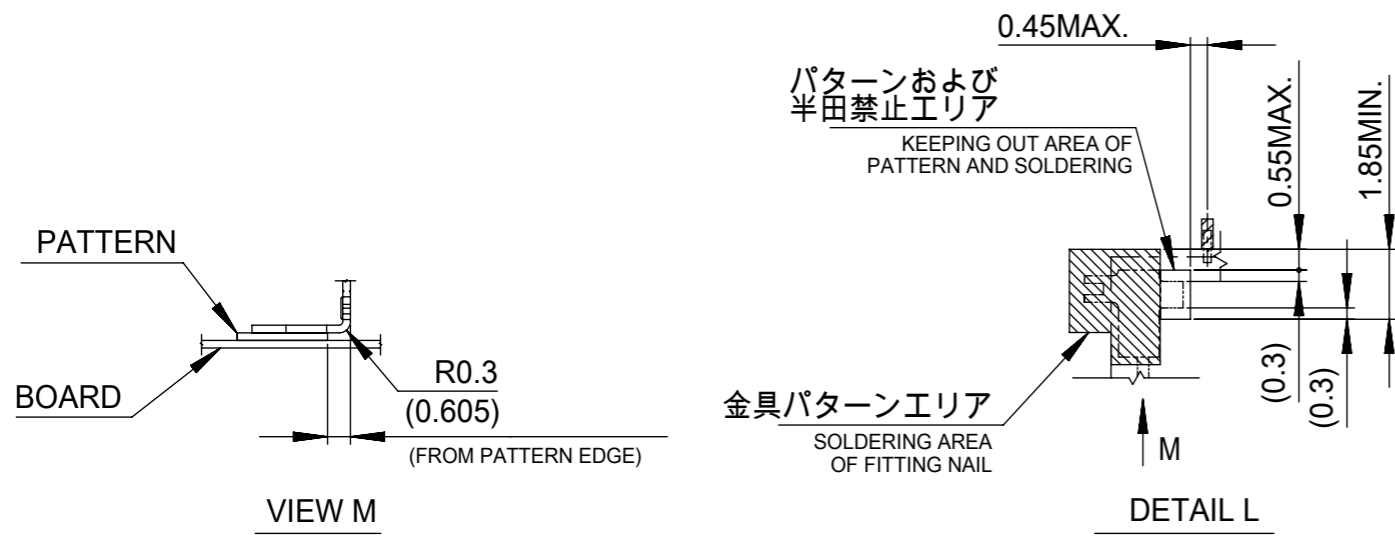 PATTERN
BOARD
R0.3
(0.605)
(FROM PATTERN EDGE)
VIEW M
0.45MAX.
パターンおよび
半田禁止エリア
KEEPING OUT AREA OF
PATTERN AND SOLDERING
0.55MAX.
1.85MIN.
(0.3)
(0.3)
金具パターンエリア
SOLDERING AREA
OF FITTING NAIL
M
DETAIL L